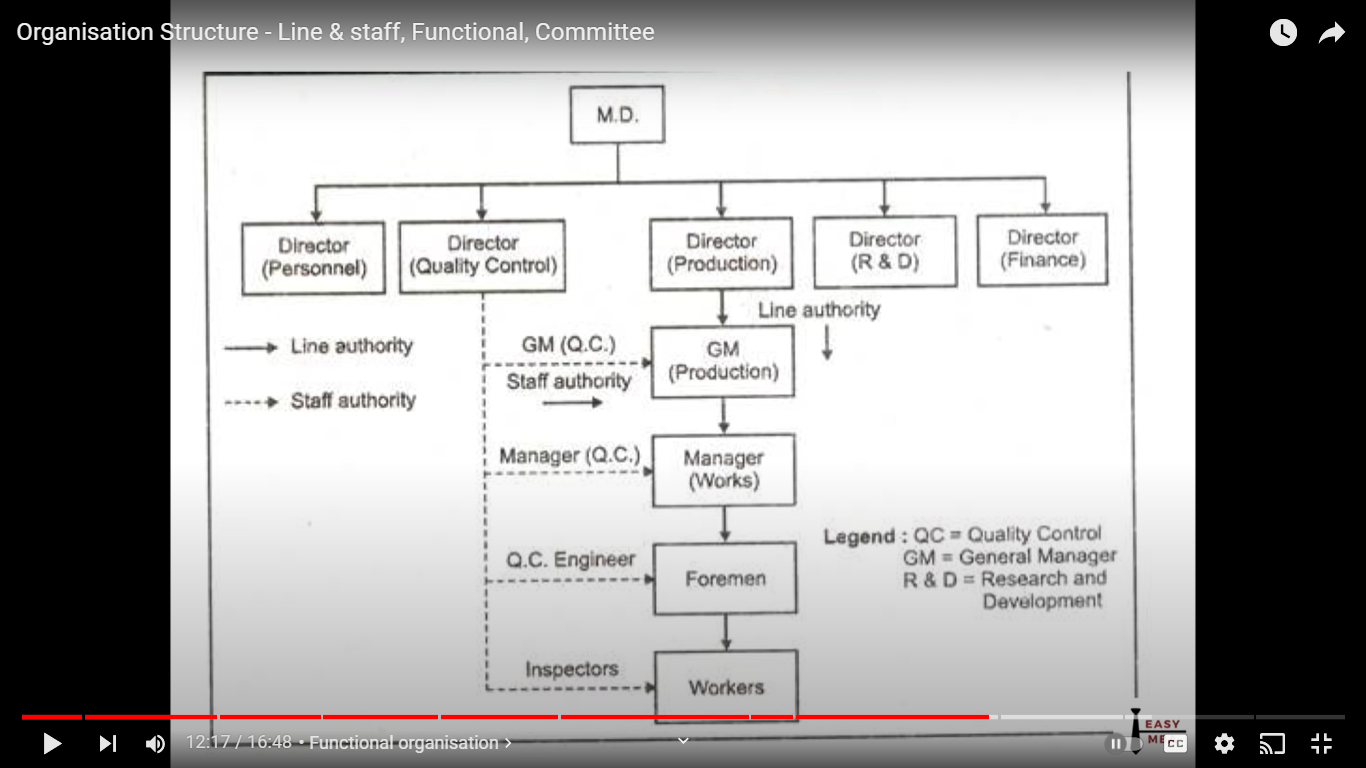 Organisation Structure - Line & staff, Functional, Committee
M.D.
Director
(Personnel)
Director
(Quality Control)
Director
(Production)
Director
(R & D)
Director
(Finance)
Line authority
Line authority
Staff authority
GM (Q.C.)
Staff authority
GM
(Production)
Manager (Q.C.)
Manager
(Works)
Q.C. Engineer
Foremen
Inspectors
Workers
Legend : QC = Quality Control
GM = General Manager
R & D = Research and
Development
12:17 / 16:48 • Functional organisation
EASY
CC